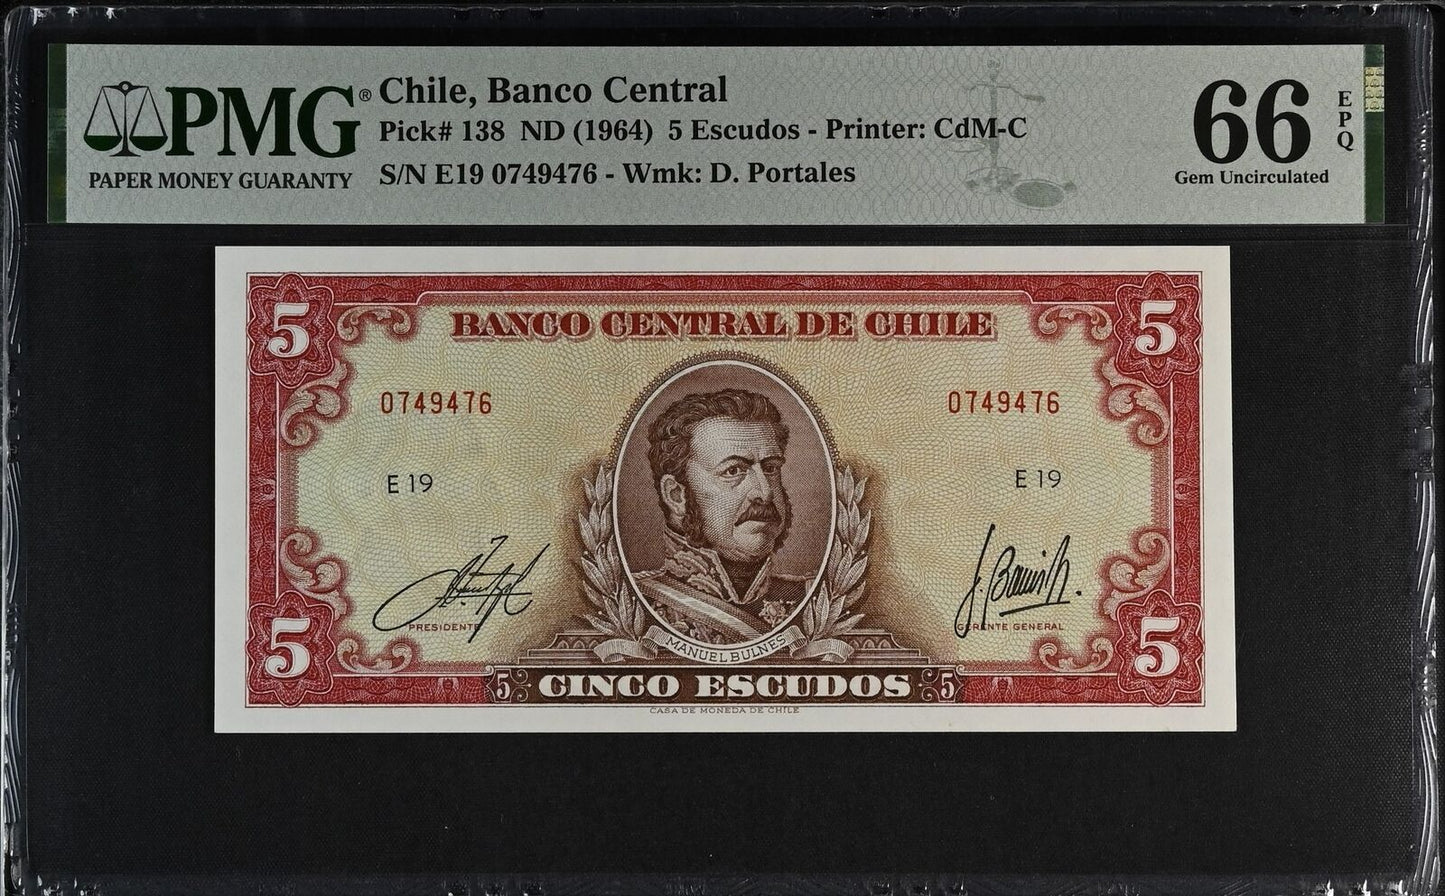 PMG®
PAPER MONEY GUARANTY
Chile, Banco Central
Pick# 138 ND (1964) 5 Escudos - Printer: CdM-C
S/N E19 0749476 - Wmk: D. Portales
66
EPQ
Gem Uncirculated
5
BANCO CENTRAL DE CHILE
5
0749476
0749476
E 19
E 19
PRESIDENTE
GERENTE GENERAL
MANUEL BULNES
5
5 CINCO ESCUDOS 5
5
CASA DE MONEDA DE CHILE